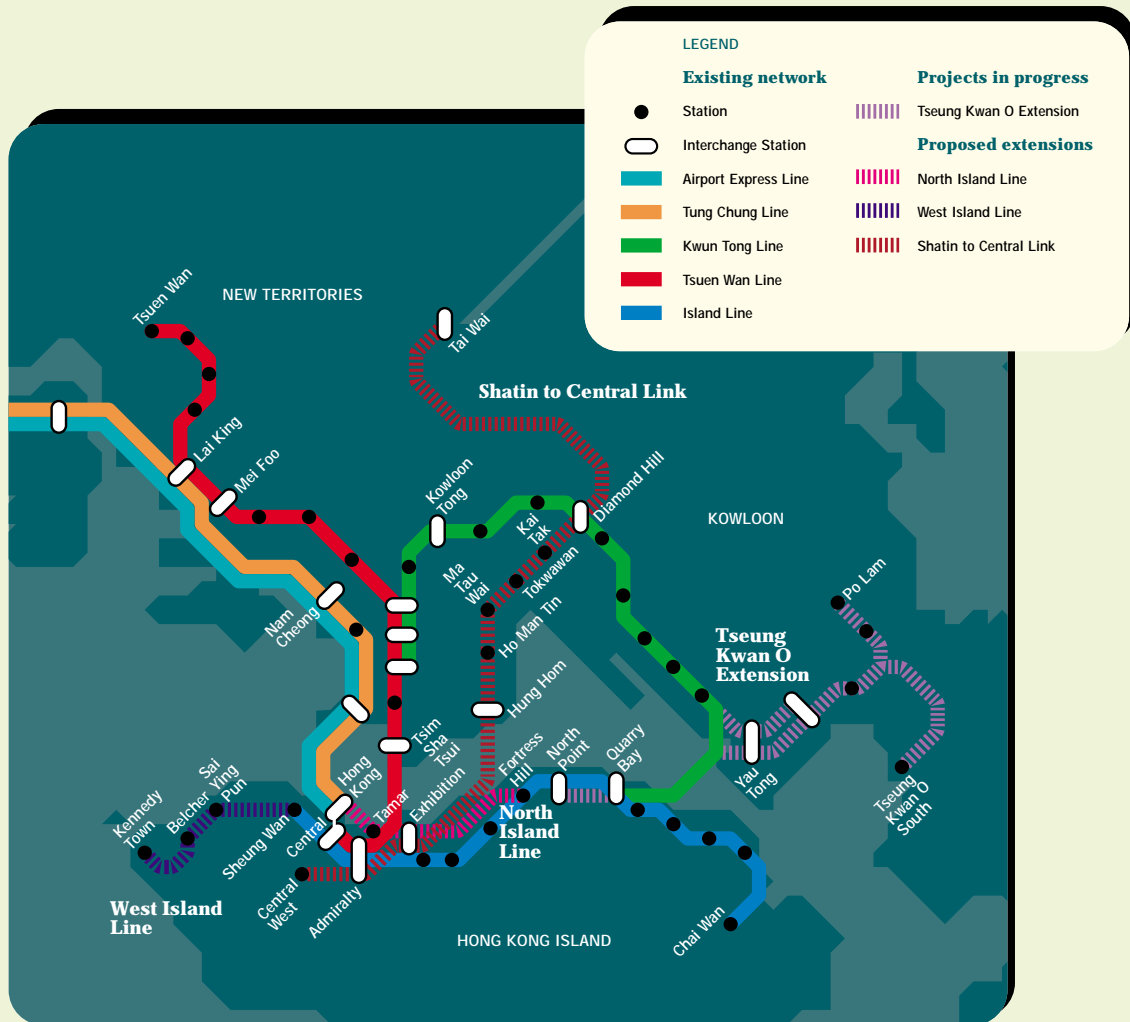 LEGEND
Existing network
Station
Interchange Station
Airport Express Line
Tung Chung Line
Kwun Tong Line
Tsuen Wan Line
Island Line
Projects in progress
Tseung Kwan O Extension
Proposed extensions
North Island Line
West Island Line
Shatin to Central Link
Tsuen Wan
NEW TERRITORIES
Tai Wai
Shatin to Central Link
Lai King
Mei Foo
Kowloon
Tong
Kai
Tak
Diamond Hill
KOWLOON
Ma
Tau
Wai
Tokwawan
Ho Man Tin
Nam
Cheong
Po Lam
Tseung
Kwan O
Extension
Hung Hom
Tsim
Sha
Tsui
Fortress
Hill
North
Point
Quarry
Bay
Yau
Tong
Tseung
Kwan O
South
Hong
Kong
Tamar
Exhibition
North
Island
Line
Sai
Ying
Pun
Belcher
Kennedy
Town
Sheung Wan
Central
Central
West
Admiralty
West Island
Line
HONG KONG ISLAND
Chai Wan